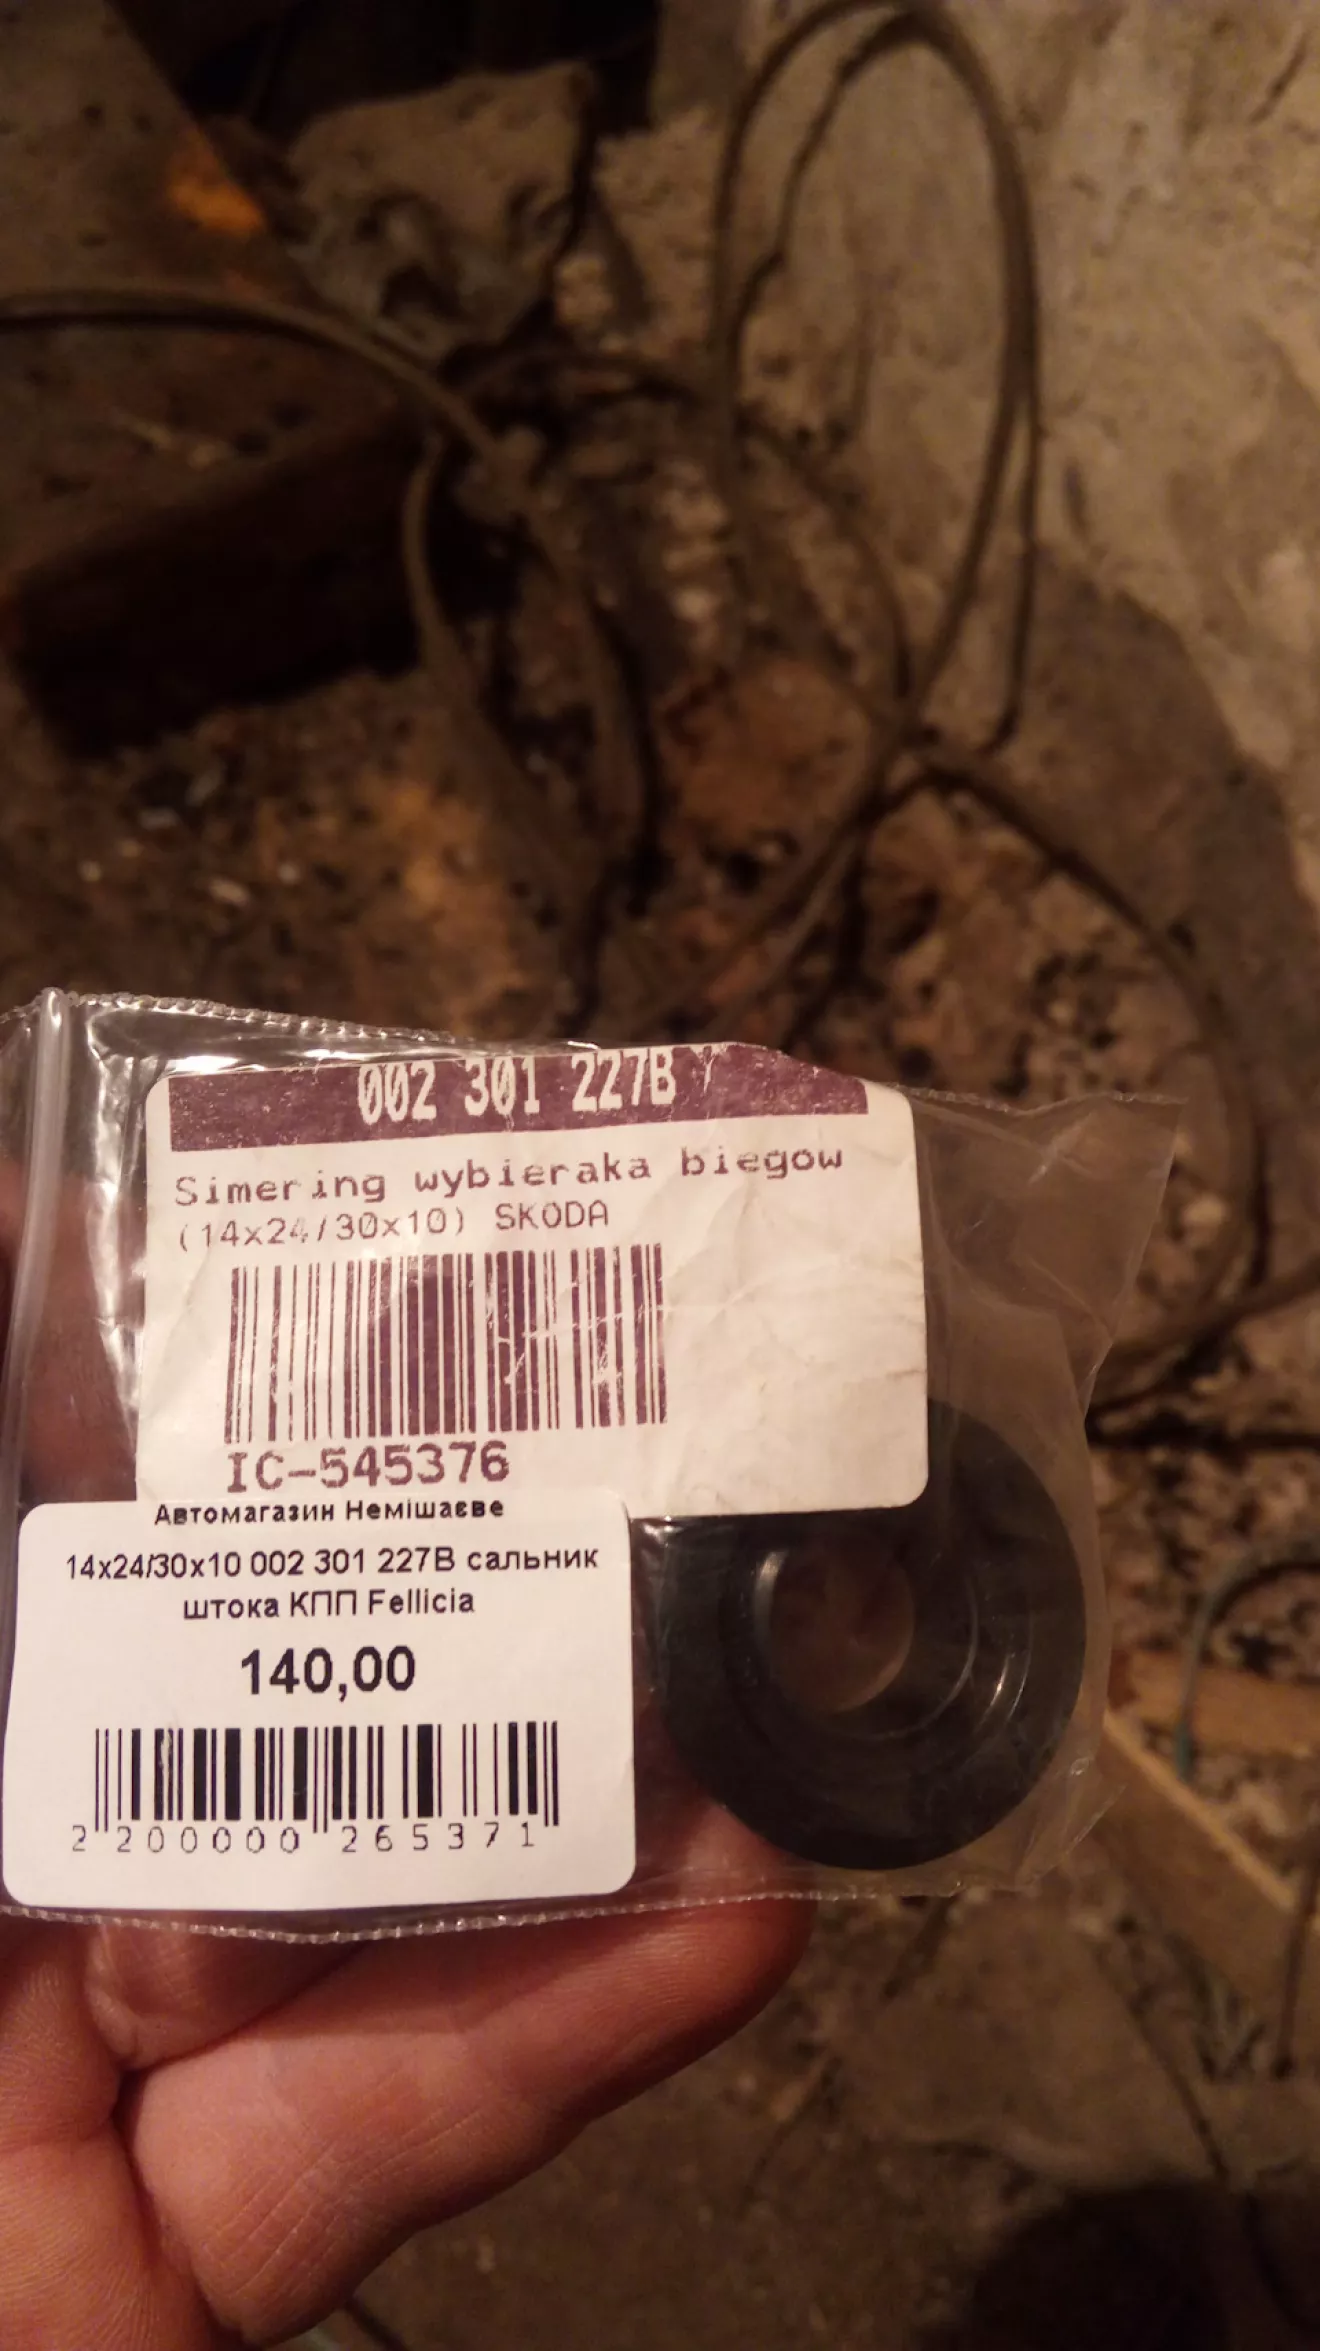 002 301 227B
Simering wybieraka biegow
(14x24/30x10) SKODA
IC-545376
Автомагазин Немішаєве
14x24/30x10 002 301 227B сальник
штока КПП Fellicia
140,00
2 200000 265371